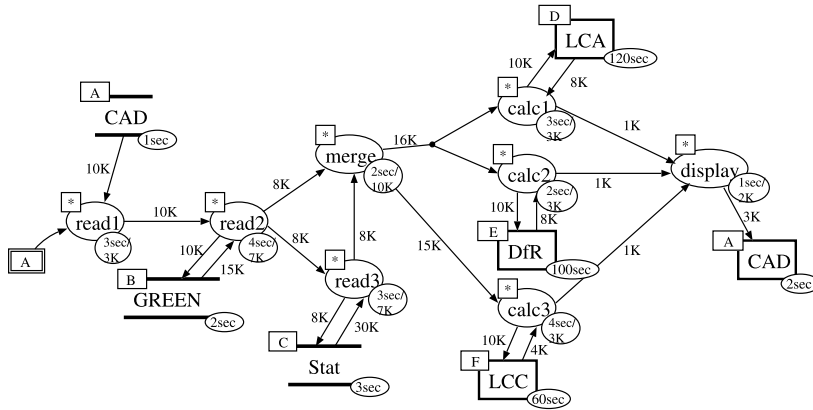 D
LCA
120sec
10K
8K
*
calc1
3sec/
3K
1K
A
CAD
1sec
10K
*
merge
2sec/
10K
16K
*
calc2
2sec/
3K
1K
*
display
1sec/
2K
3K
A
CAD
2sec
A
*
read1
3sec/
3K
10K
*
read2
4sec/
7K
8K
8K
8K
10K
15K
B
GREEN
2sec
*
read3
3sec/
7K
8K
30K
C
Stat
3sec
15K
10K
8K
E
DfR
100sec
1K
*
calc3
4sec/
3K
10K
4K
F
LCC
60sec